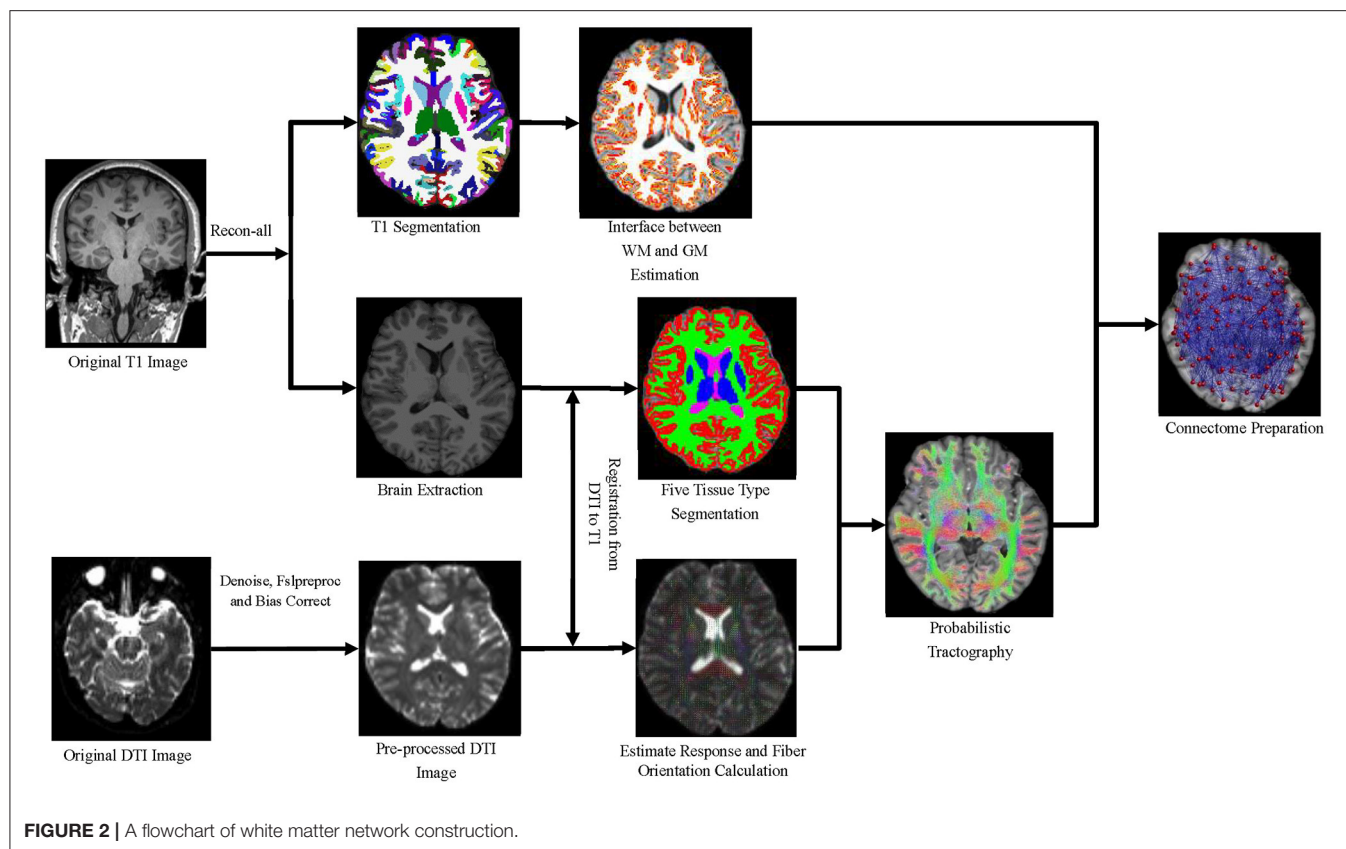 Recon-all
T1 Segmentation
Interface between
WM and GM
Estimation
Original T1 Image
Connectome Preparation
Brain Extraction
Registration from
DTI to T1
Five Tissue Type
Segmentation
Denoise, Fslpreproc
and Bias Correct
Probabilistic
Tractography
Original DTI Image
Pre-processed DTI
Image
Estimate Response and Fiber
Orientation Calculation
FIGURE 2 | A flowchart of white matter network construction.